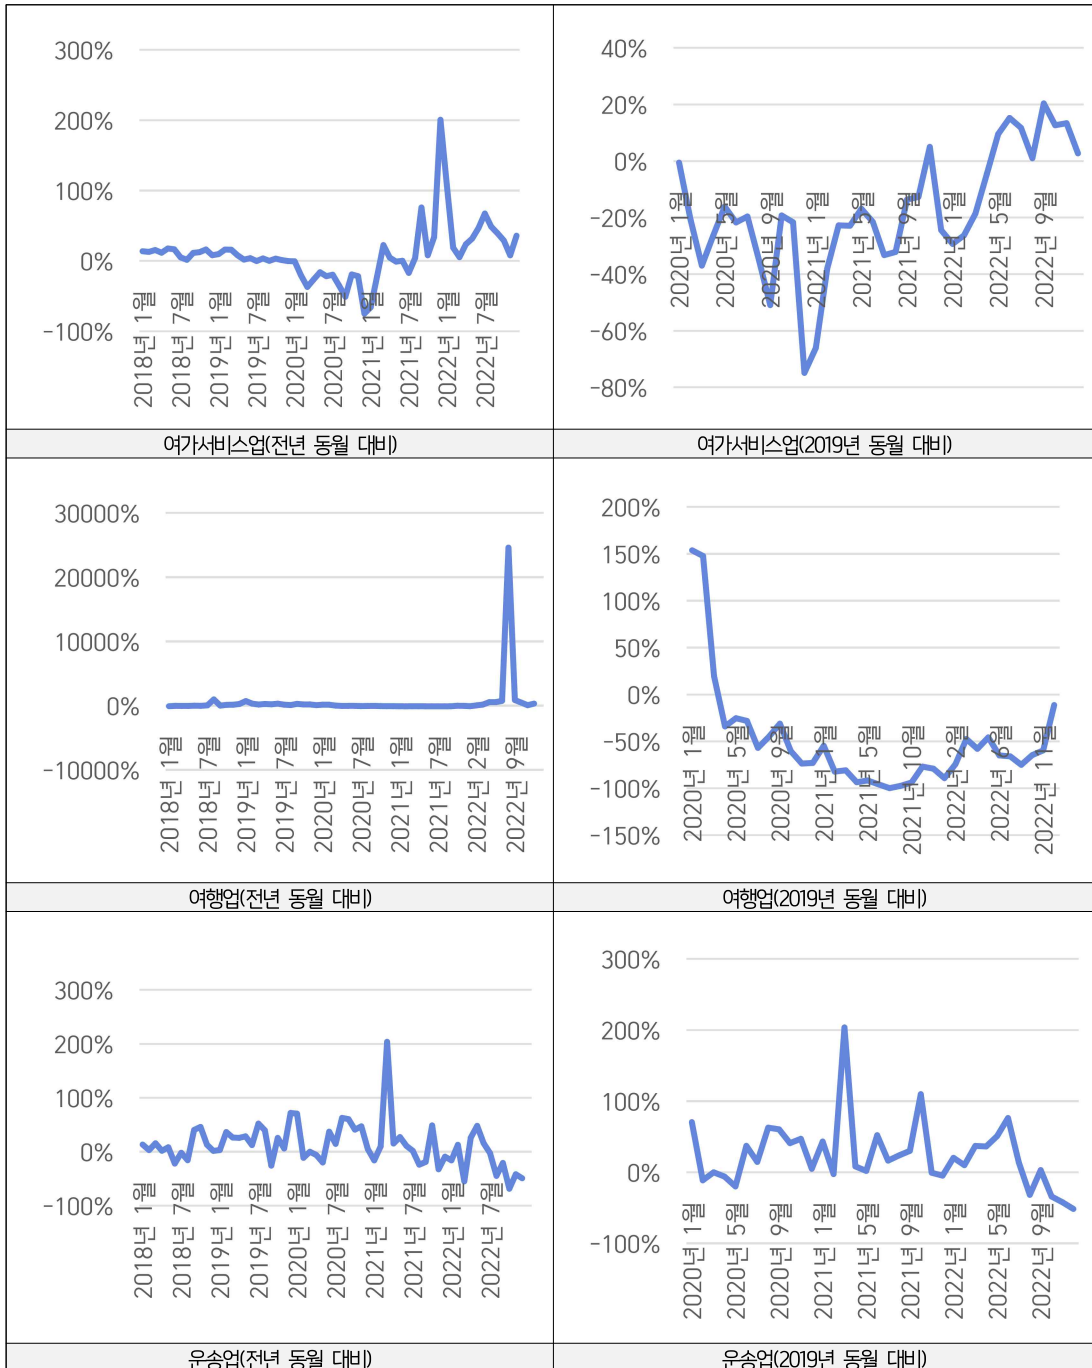 300%
200%
100%
0%
-100%
2018년 1월
2018년 7월
2019년 1월
2019년 7월
2020년 1월
2020년 7월
2021년 1월
2021년 7월
2022년 1월
2022년 7월
40%
20%
0%
-20%
-40%
-60%
-80%
2020년 1월
2020년 5월
2020년 9월
2021년 1월
2021년 5월
2021년 9월
2022년 1월
2022년 5월
2022년 9월
여가서비스업(전년 동월 대비)
여가서비스업(2019년 동월 대비)
30000%
20000%
10000%
0%
-10000%
2018년 1월
2018년 7월
2019년 1월
2019년 7월
2020년 1월
2020년 7월
2021년 1월
2021년 7월
2022년 2월
2022년 9월
200%
150%
100%
50%
0%
-50%
-100%
-150%
2020년 1월
2020년 5월
2020년 9월
2021년 1월
2021년 5월
2021년 10월
2022년 2월
2022년 6월
2022년 11월
여행업(전년 동월 대비)
여행업(2019년 동월 대비)
300%
200%
100%
0%
-100%
2018년 1월
2018년 7월
2019년 1월
2019년 7월
2020년 1월
2020년 7월
2021년 1월
2021년 7월
2022년 1월
2022년 7월
300%
200%
100%
0%
-100%
2020년 1월
2020년 5월
2020년 9월
2021년 1월
2021년 5월
2021년 9월
2022년 1월
2022년 5월
2022년 9월
운송업(전년 동월 대비)
운송업(2019년 동월 대비)